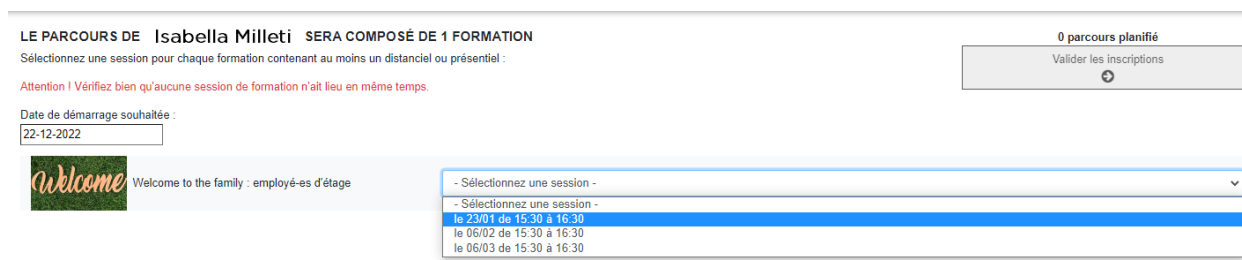 LE PARCOURS DE Isabella Milleti SERA COMPOSÉ DE 1 FORMATION
0 parcours planifié
Sélectionnez une session pour chaque formation contenant au moins un distanciel ou présentiel :
Valider les inscriptions
Attention ! Vérifiez bien qu'aucune session de formation n'ait lieu en même temps.
Date de démarrage souhaitée :
22-12-2022
Welcome
Welcome to the family : employé-es d'étage
- Sélectionnez une session -
- Sélectionnez une session -
le 23/01 de 15:30 à 16:30
le 06/02 de 15:30 à 16:30
le 06/03 de 15:30 à 16:30